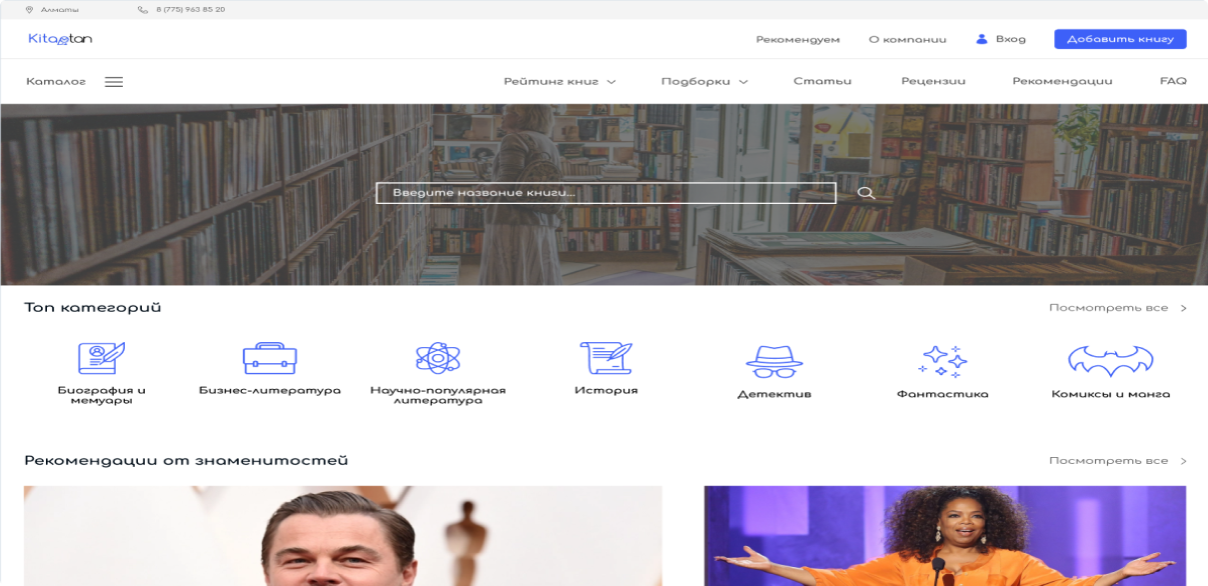 Алматы
8 (775) 963 85 20
Kitaptan
Рекомендуем
О компании
Вход
Добавить книгу
Каталог
Рейтинг книг
Подборки
Статьи
Рецензии
Рекомендации
FAQ
Введите название книги...
Топ категорий
Посмотреть все
Биография и
мемуары
Бизнес-литература
Научно-популярная
литература
История
Детектив
Фантастика
Комиксы и манга
Рекомендации от знаменитостей
Посмотреть все